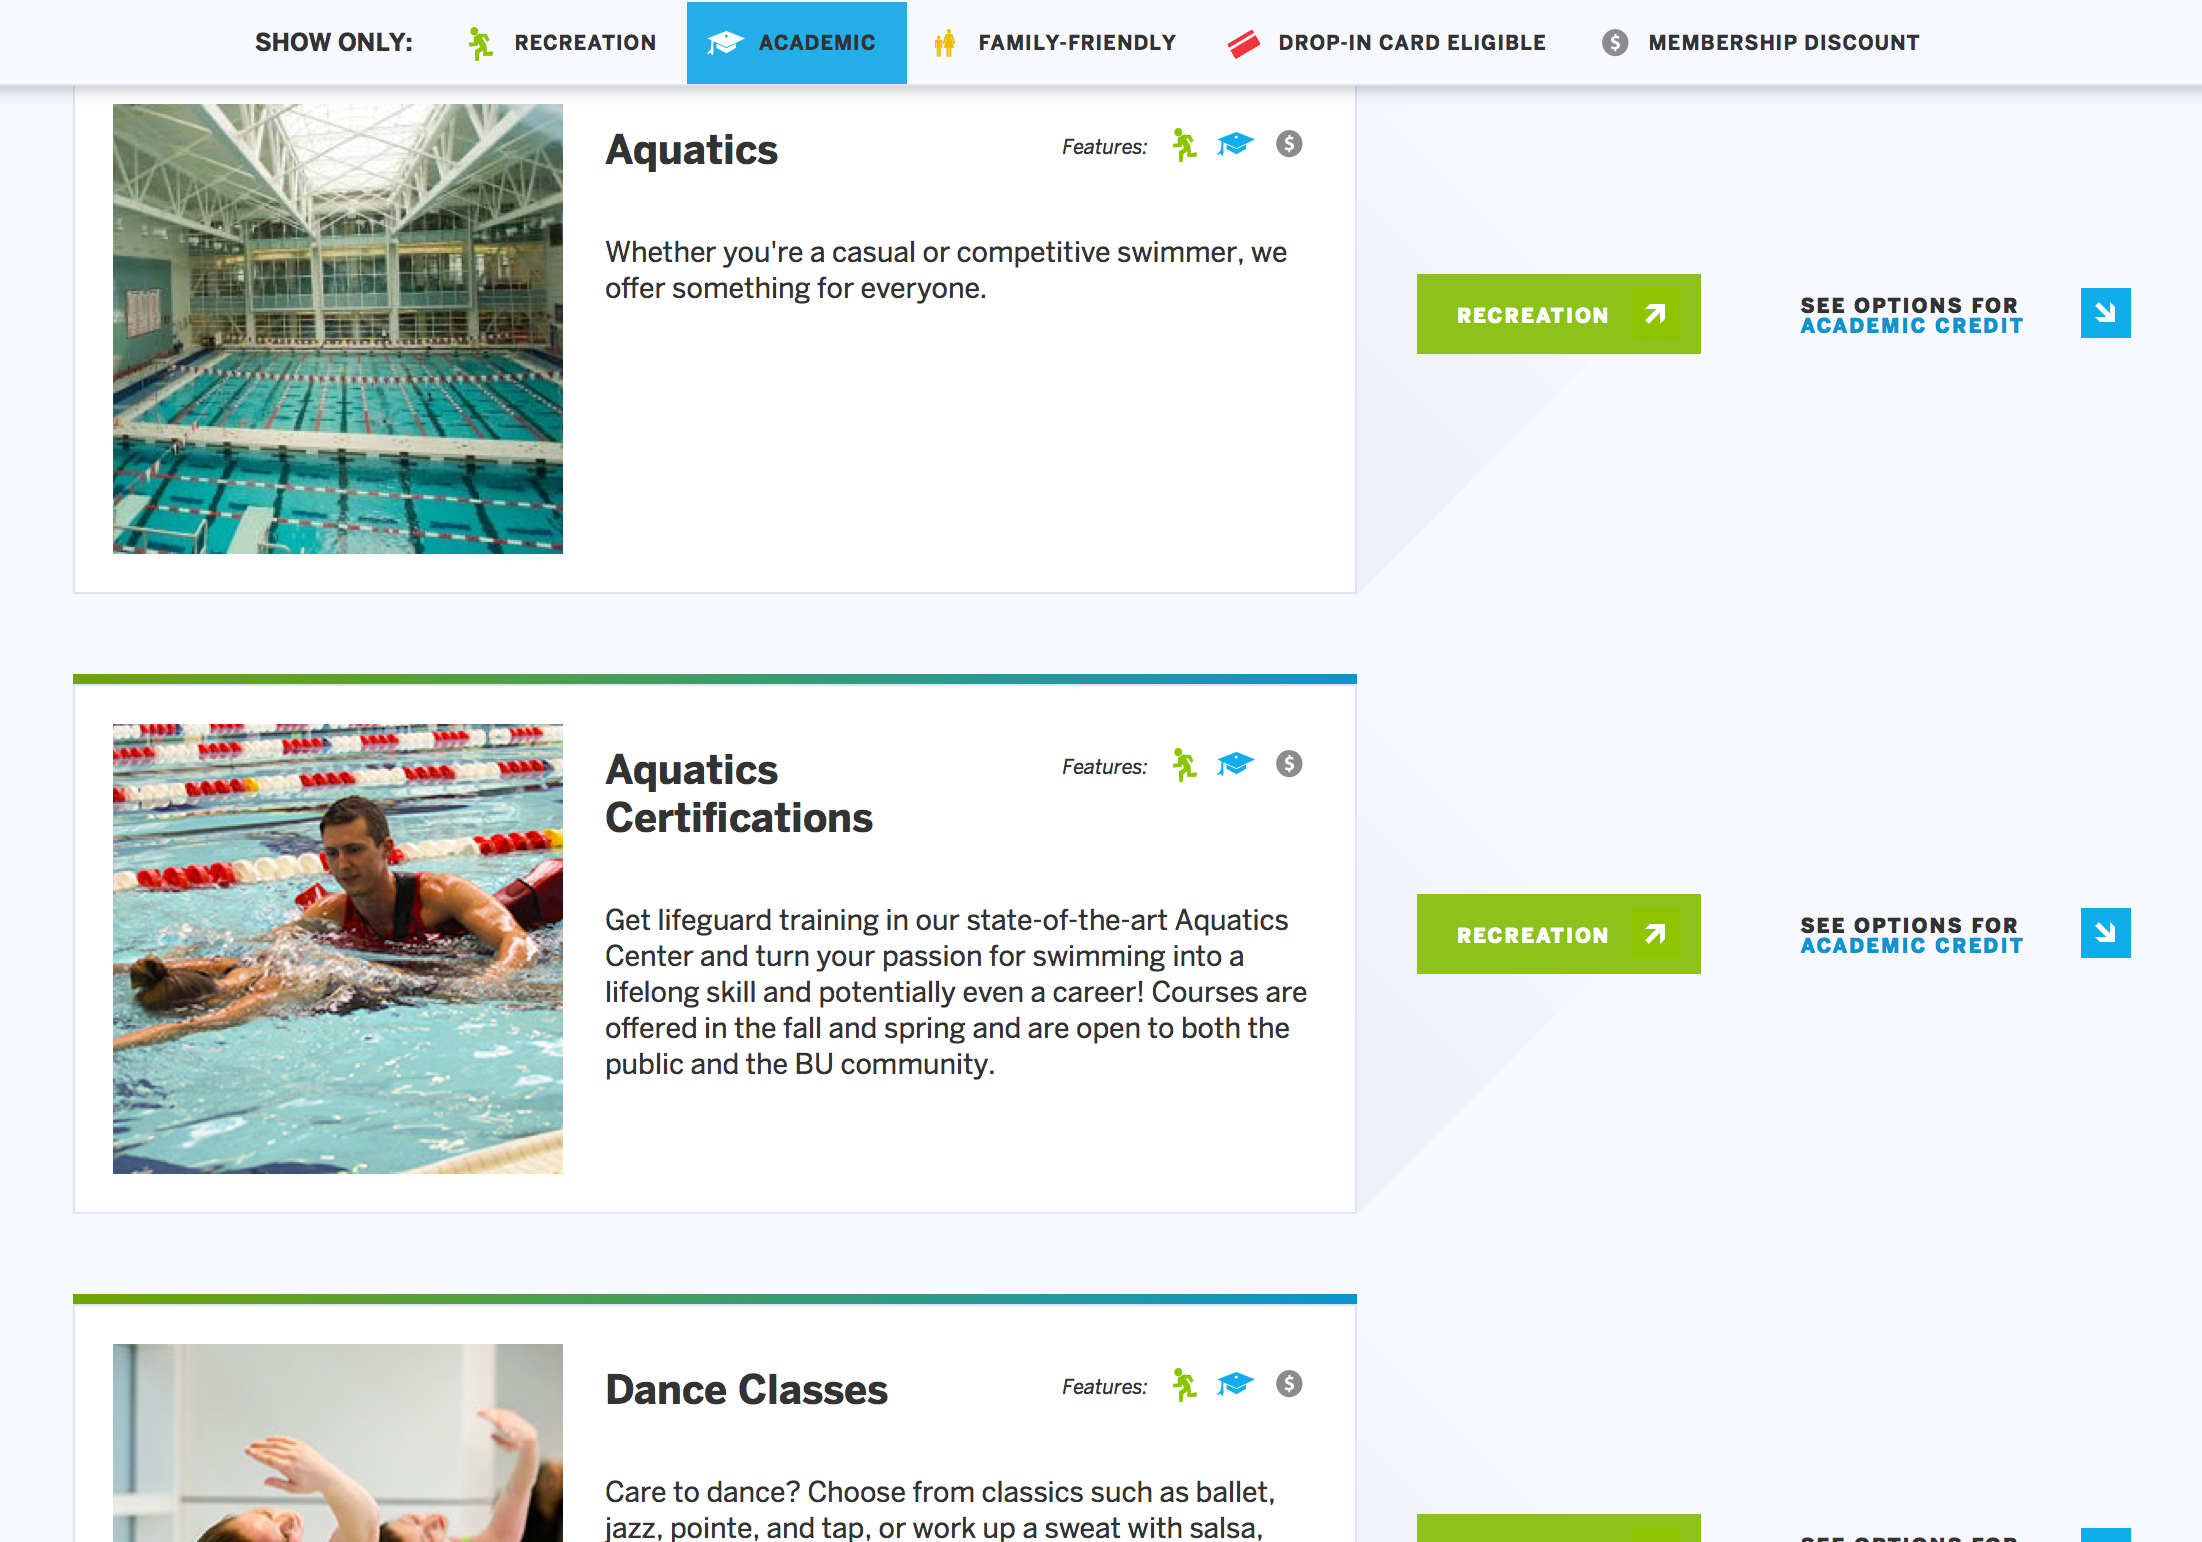 SHOW ONLY: RECREATION ACADEMIC FAMILY-FRIENDLY DROP-IN CARD ELIGIBLE $ MEMBERSHIP DISCOUNT
Aquatics
Features: $
Whether you're a casual or competitive swimmer, we
offer something for everyone.
RECREATION
SEE OPTIONS FOR
ACADEMIC CREDIT
Aquatics
Certifications
Features: $
Get lifeguard training in our state-of-the-art Aquatics
Center and turn your passion for swimming into a
lifelong skill and potentially even a career! Courses are
offered in the fall and spring and are open to both the
public and the BU community.
RECREATION
SEE OPTIONS FOR
ACADEMIC CREDIT
Dance Classes
Features: $
Care to dance? Choose from classics such as ballet,
jazz, pointe, and tap, or work up a sweat with salsa,
SEE OPTIONS FOR